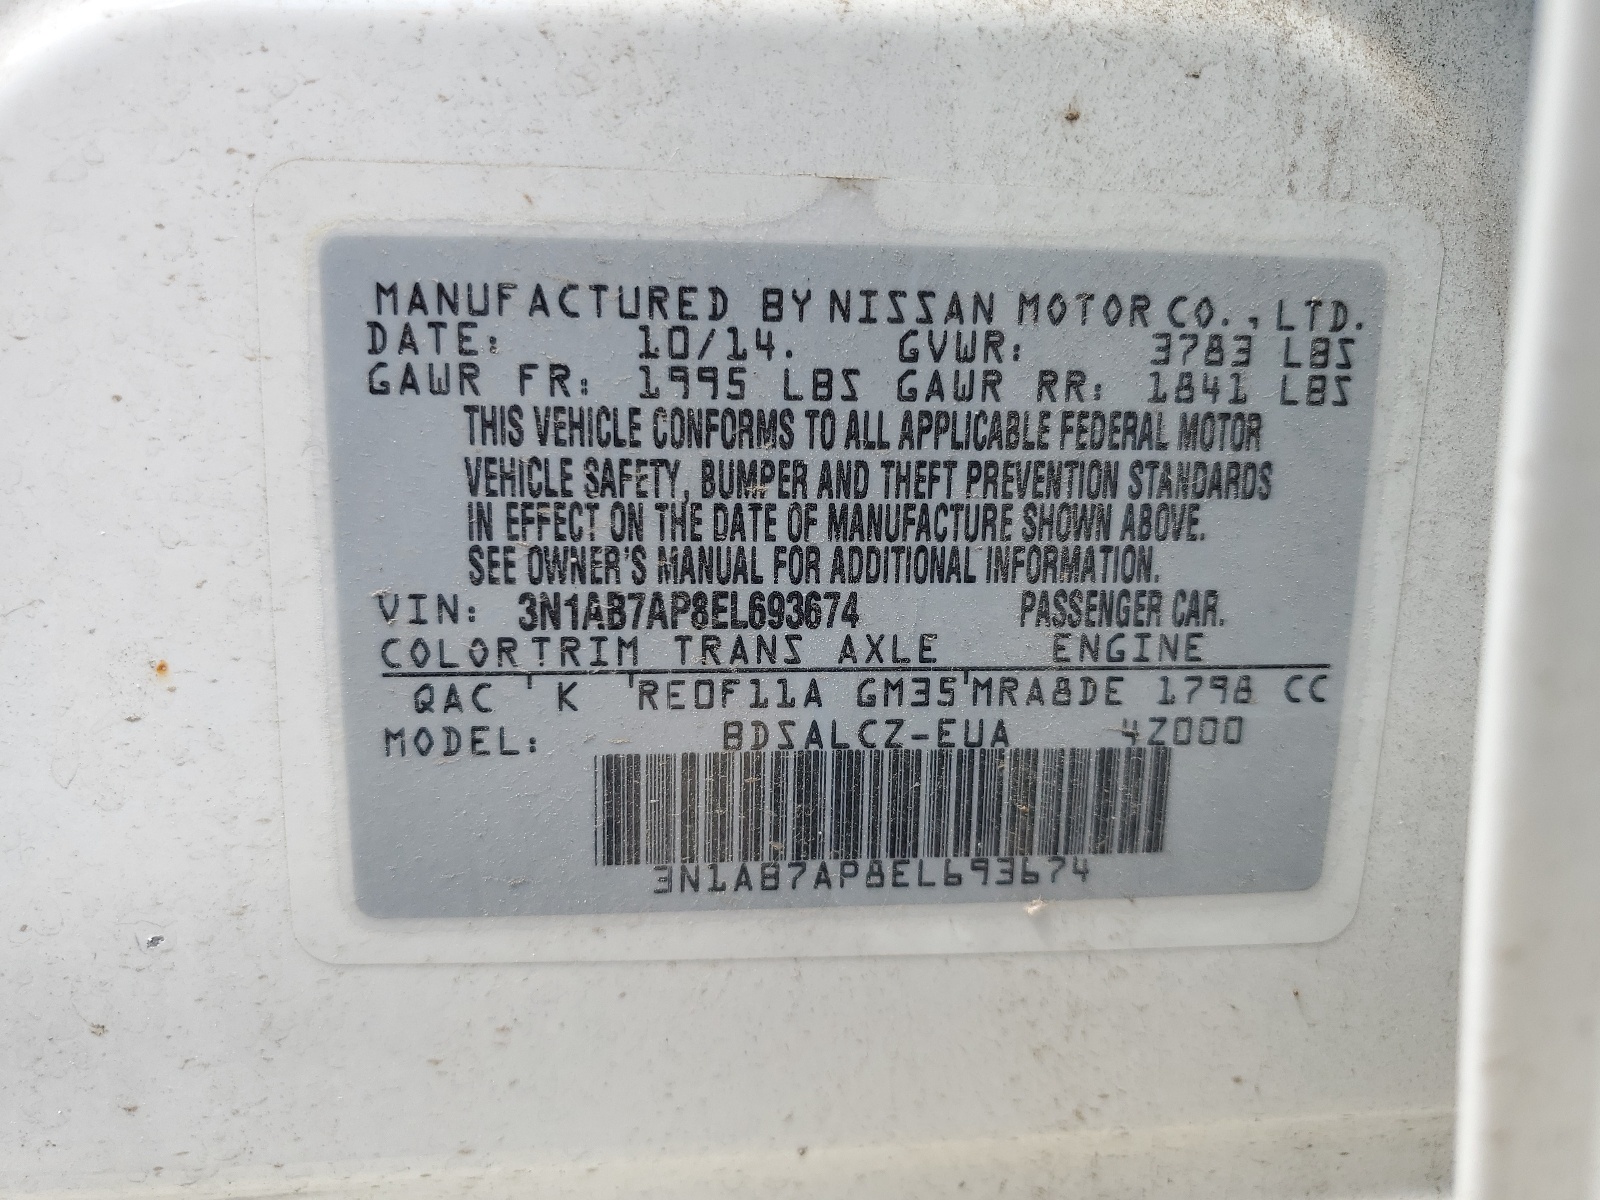 MANUFACTURED BY NISSAN MOTOR CO., LTD.
DATE: 10/14. GVWR: 3783 LBS
GAWR FR: 1995 LBS GAWR RR: 1841 LBS
THIS VEHICLE CONFORMS TO ALL APPLICABLE FEDERAL MOTOR
VEHICLE SAFETY, BUMPER AND THEFT PREVENTION STANDARDS
IN EFFECT ON THE DATE OF MANUFACTURE SHOWN ABOVE.
SEE OWNER'S MANUAL FOR ADDITIONAL INFORMATION.
VIN: 3N1AB7AP8EL693674 PASSENGER CAR.
COLOR TRIM TRANS AXLE ENGINE
QAC ' K ' RE0F11A GM35 ' MRA8DE 1798 CC
MODEL: BDSALCZ-EUA 4Z000
3N1AB7AP8EL693674